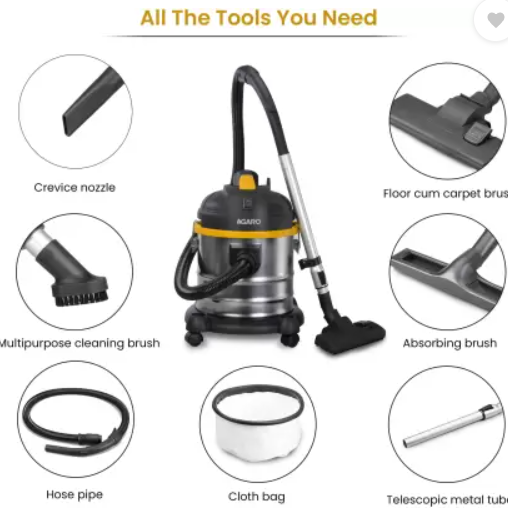 All The Tools You Need
Crevice nozzle
Floor cum carpet brus
AGARO
Multipurpose cleaning brush
Absorbing brush
Hose pipe
Cloth bag
Telescopic metal tube